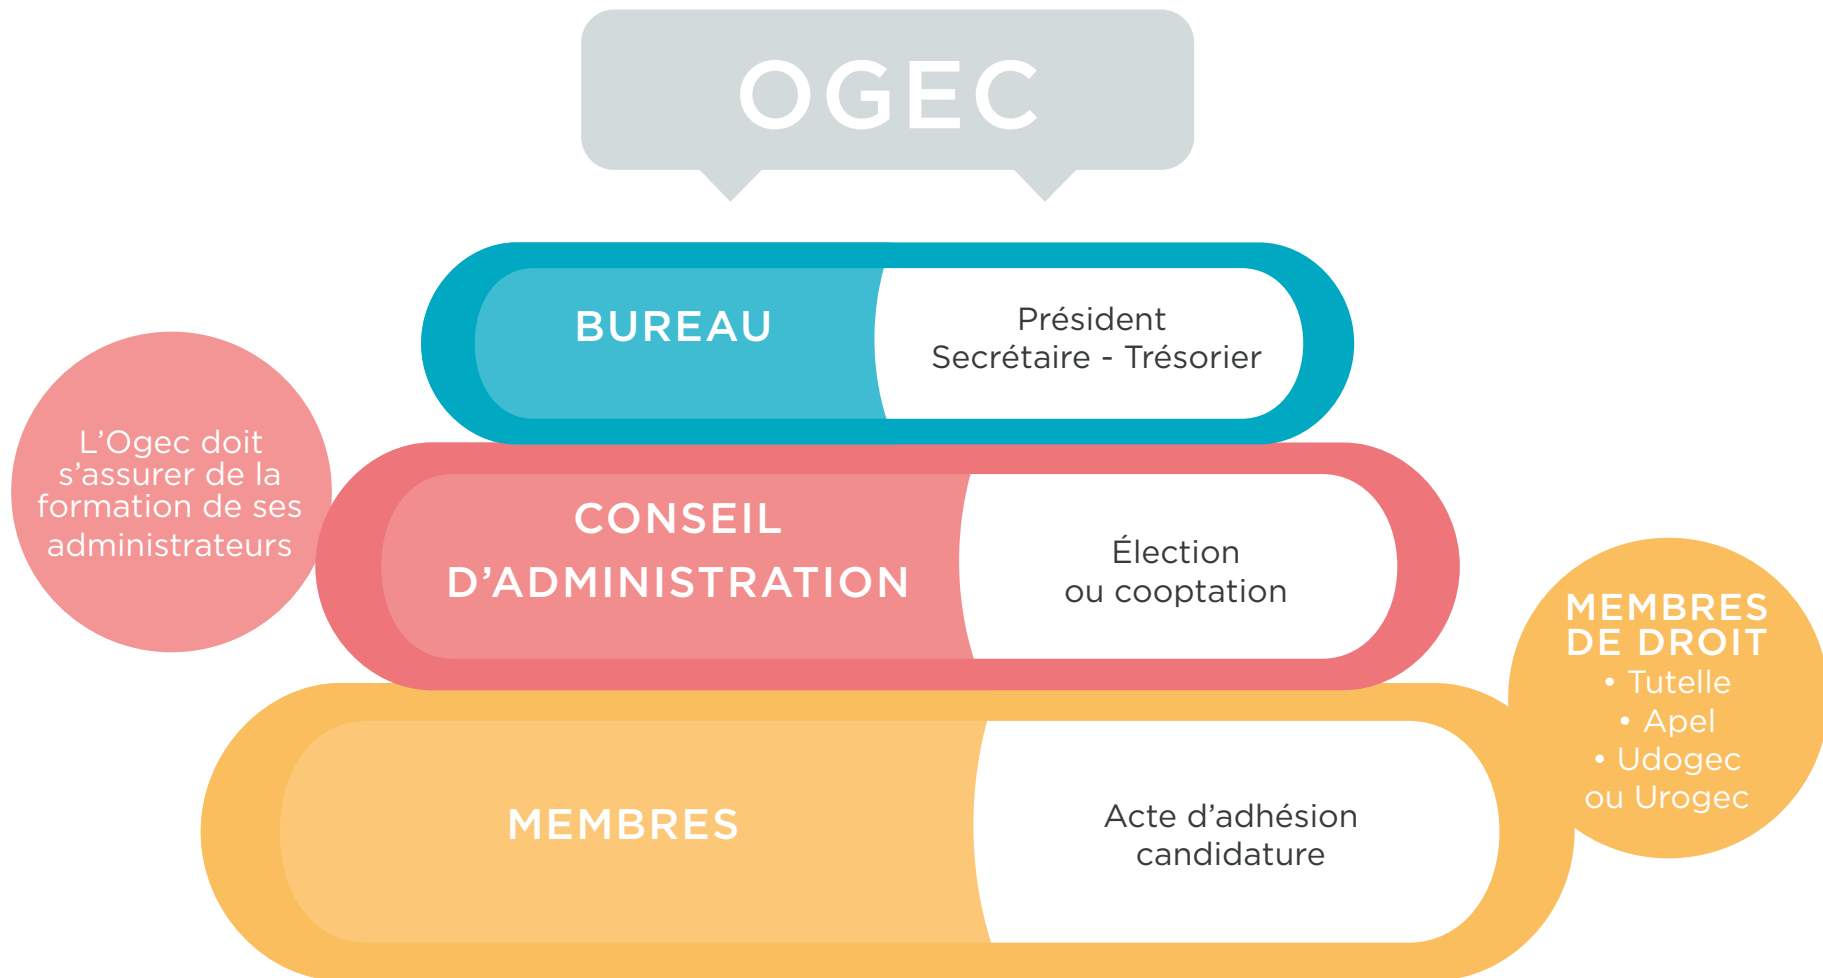 OGEC
BUREAU
Président
Secrétaire - Trésorier
L’Ogec doit
s’assurer de la
formation de ses
administrateurs
CONSEIL
D’ADMINISTRATION
Élection
ou cooptation
MEMBRES
DE DROIT
• Tutelle
• Apel
• Udogec
ou Urogec
MEMBRES
Acte d’adhésion
candidature